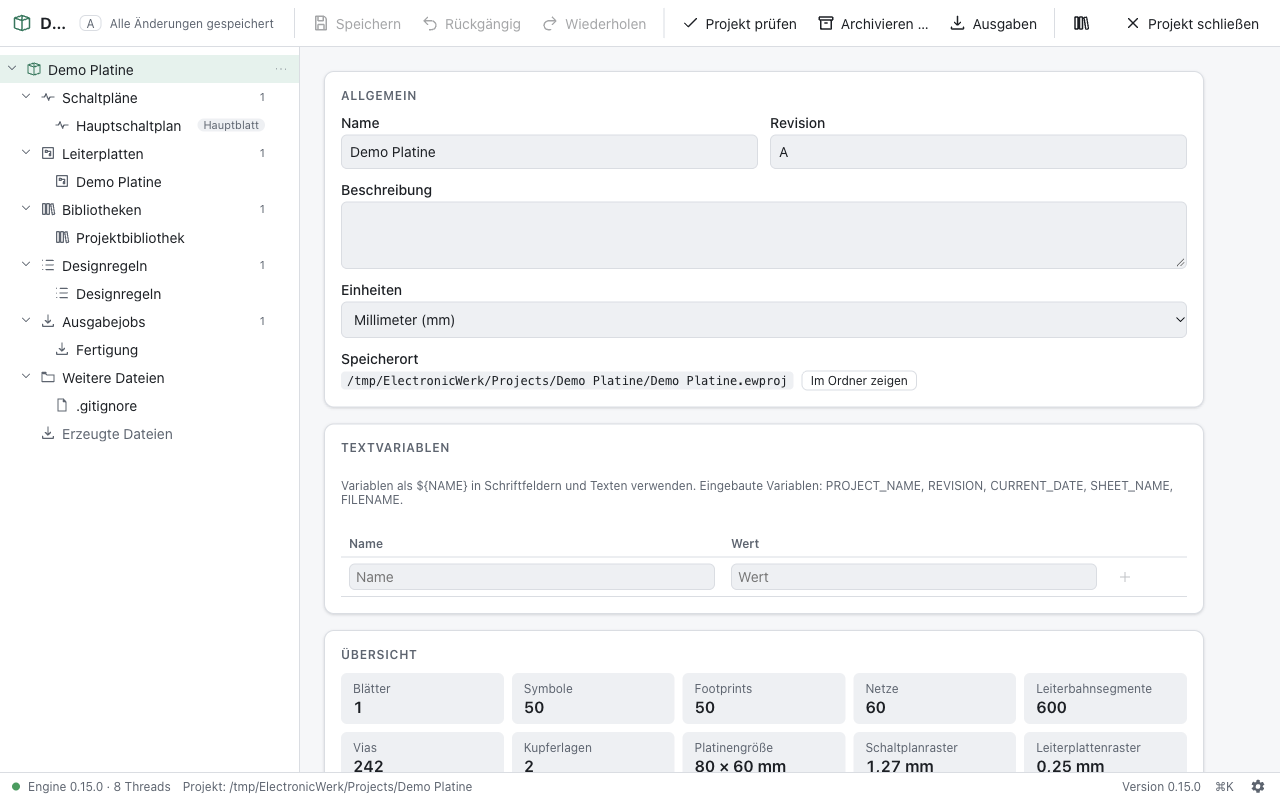 D... A Alle Änderungen gespeichert Speichern Rückgängig Wiederholen Projekt prüfen Archivieren ... Ausgaben Projekt schließen
Demo Platine ...
Schaltpläne 1
Hauptschaltplan Hauptblatt
Leiterplatten 1
Demo Platine
Bibliotheken 1
Projektbibliothek
Designregeln 1
Designregeln
Ausgabejobs 1
Fertigung
Weitere Dateien
.gitignore
Erzeugte Dateien
ALLGEMEIN
Name Revision
Demo Platine A
Beschreibung
Einheiten
Millimeter (mm)
Speicherort
/tmp/ElectronicWerk/Projects/Demo Platine/Demo Platine.ewproj Im Ordner zeigen
TEXTVARIABLEN
Variablen als ${NAME} in Schriftfeldern und Texten verwenden. Eingebaute Variablen: PROJECT_NAME, REVISION, CURRENT_DATE, SHEET_NAME,
FILENAME.
Name Wert
Name Wert +
ÜBERSICHT
Blätter Symbole Footprints Netze Leiterbahnsegmente
1 50 50 60 600
Vias Kupferlagen Platinengröße Schaltplanraster Leiterplattenraster
242 2 80 × 60 mm 1,27 mm 0,25 mm
Engine 0.15.0 · 8 Threads Projekt: /tmp/ElectronicWerk/Projects/Demo Platine Version 0.15.0 ⌘K